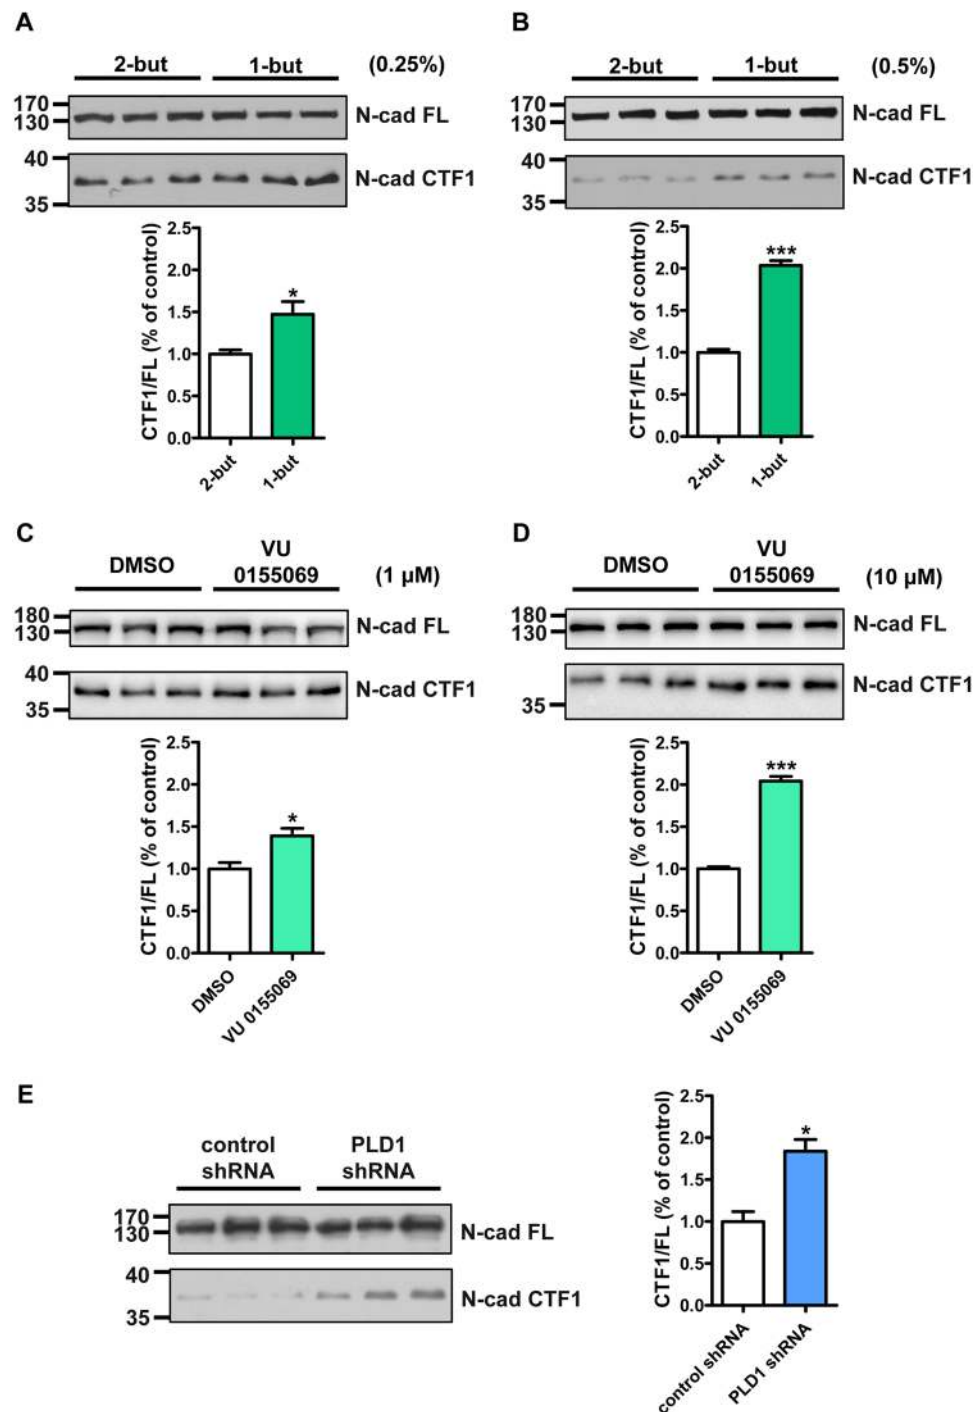 A
2-but 1-but (0.25%)
170
130
N-cad FL
40
35
N-cad CTF1
CTF1/FL (% of control)
2.5
2.0
1.5
1.0
0.5
0.0
*
2-but
1-but
B
2-but 1-but (0.5%)
170
130
N-cad FL
40
35
N-cad CTF1
CTF1/FL (% of control)
2.5
2.0
1.5
1.0
0.5
0.0
***
2-but
1-but
C
DMSO
VU
0155069
(1 µM)
180
130
N-cad FL
40
35
N-cad CTF1
CTF1/FL (% of control)
2.5
2.0
1.5
1.0
0.5
0.0
*
DMSO
VU 0155069
D
DMSO
VU
0155069
(10 µM)
180
130
N-cad FL
35
N-cad CTF1
CTF1/FL (% of control)
2.5
2.0
1.5
1.0
0.5
0.0
***
DMSO
VU 0155069
E
control
shRNA
PLD1
shRNA
170
130
N-cad FL
40
35
N-cad CTF1
CTF1/FL (% of control)
2.5
2.0
1.5
1.0
0.5
0.0
*
control shRNA
PLD1 shRNA